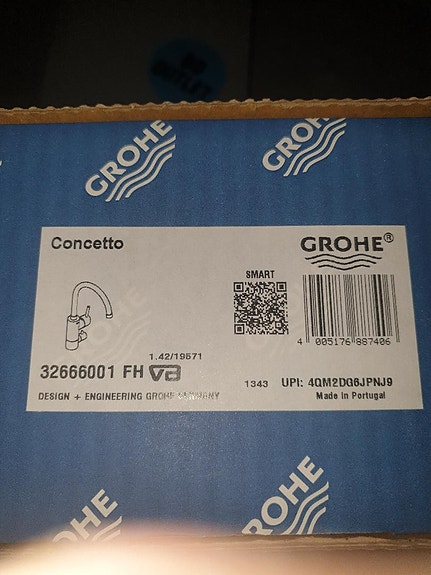 GROHE
GROHE
Concetto
GROHE®
SMART
4 005176 887406
1.42/19571
32666001 FH VB
1343 UPI: 4QM2DG6JPNJ9
DESIGN + ENGINEERING GROHE GERMANY
Made in Portugal
GROHE
GROHE